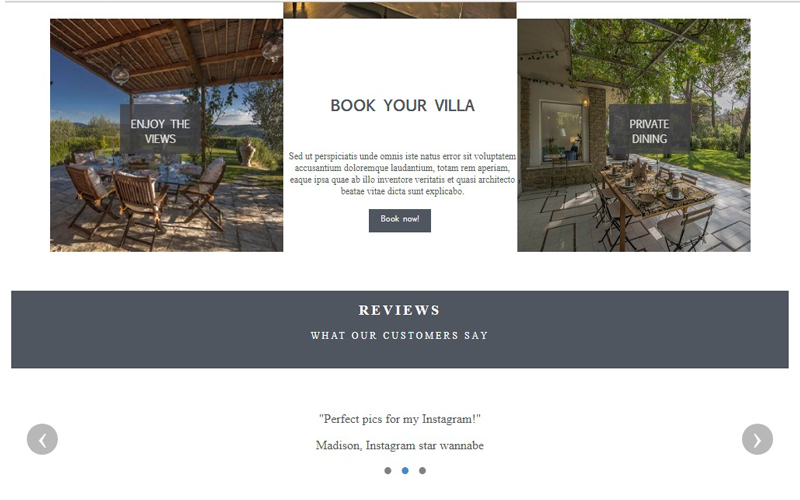 ENJOY THE
VIEWS
BOOK YOUR VILLA
Sed ut perspiciatis unde omnis iste natus error sit voluptatem
accusantium doloremque laudantium, totam rem aperiam,
eaque ipsa quae ab illo inventore veritatis et quasi architecto
beatae vitae dicta sunt explicabo.
Book now!
PRIVATE
DINING
REVIEWS
WHAT OUR CUSTOMERS SAY
"Perfect pics for my Instagram!"
Madison, Instagram star wannabe